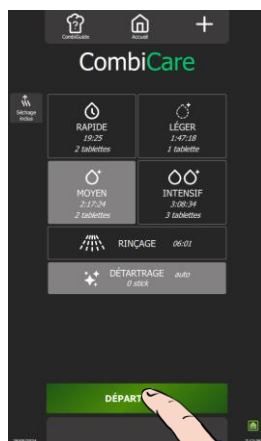 CombiGuide
Accueil
CombiCare
Séchage
inclus
RAPIDE
19:25
2 tablettes
LÉGER
1:47:18
1 tablette
MOYEN
2:17:24
2 tablettes
INTENSIF
3:08:34
3 tablettes
RINÇAGE 06:01
DÉTARTRAGE auto
0 stick
DÉPART